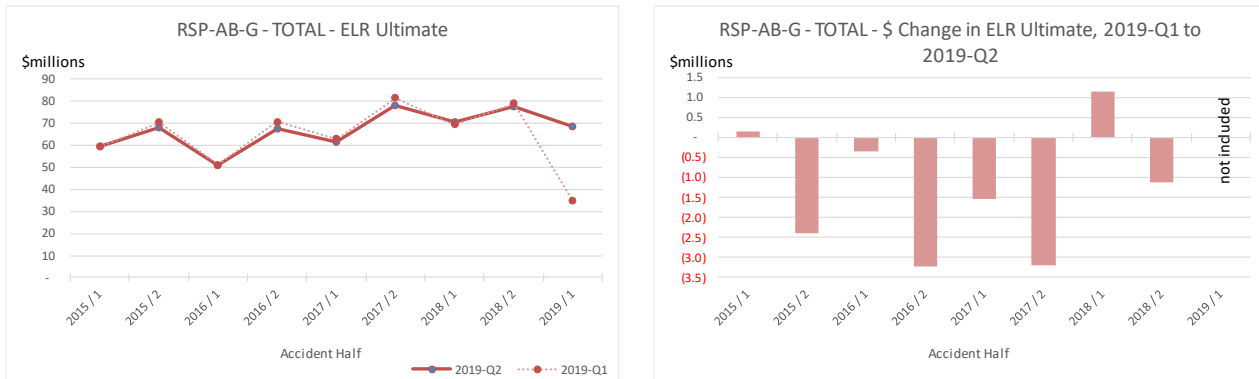 RSP-AB-G - TOTAL - ELR Ultimate
$millions
90
80
70
60
50
40
30
20
10
-
2015 / 1
2015 / 2
2016 / 1
2016 / 2
2017 / 1
2017 / 2
2018 / 1
2018 / 2
2019 / 1
Accident Half
2019-Q2
2019-Q1
RSP-AB-G - TOTAL - $ Change in ELR Ultimate, 2019-Q1 to
2019-Q2
$millions
1.5
1.0
0.5
-
(0.5)
(1.0)
(1.5)
(2.0)
(2.5)
(3.0)
(3.5)
not included
2015 / 1
2015 / 2
2016 / 1
2016 / 2
2017 / 1
2017 / 2
2018 / 1
2018 / 2
2019 / 1
Accident Half